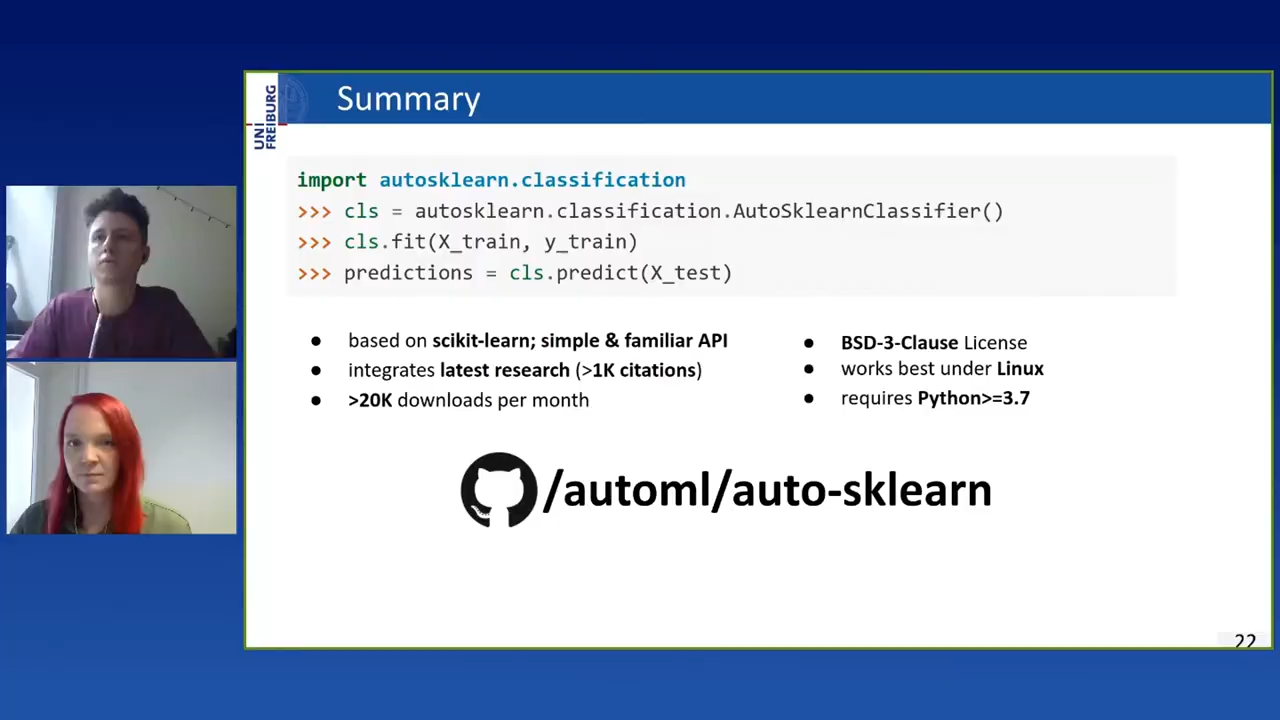 UNI
FREIBURG
Summary
import autosklearn.classification
>>> cls = autosklearn.classification.AutoSklearnClassifier()
>>> cls.fit(X_train, y_train)
>>> predictions = cls.predict(X_test)
● based on scikit-learn; simple & familiar API
● integrates latest research (>1K citations)
● >20K downloads per month
● BSD-3-Clause License
● works best under Linux
● requires Python>=3.7
/automl/auto-sklearn
22